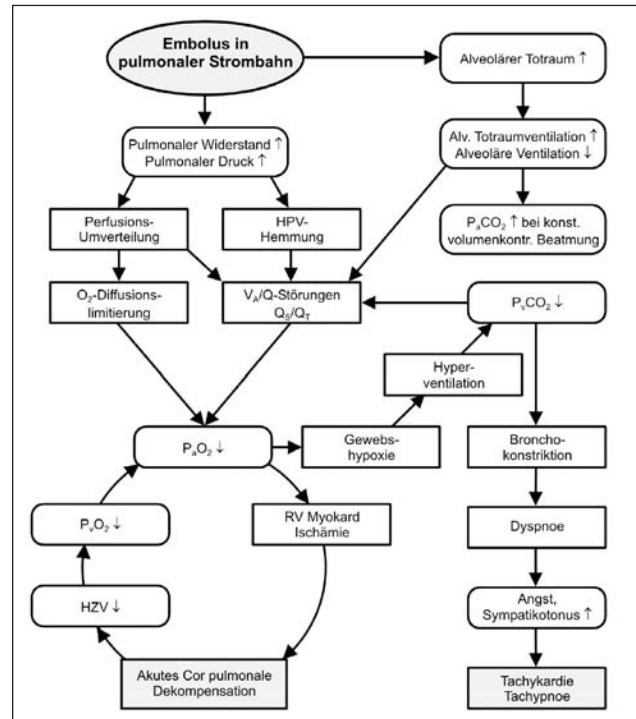 Embolus in
pulmonaler Strombahn
Alveolärer Totraum ↑
Pulmonaler Widerstand ↑
Pulmonaler Druck ↑
Alv. Totraumventilation ↑
Alveoläre Ventilation ↓
Perfusions-
Umverteilung
HPV-
Hemmung
PaCO2 ↑ bei konst.
volumenkontr. Beatmung
O2-Diffusions-
limitierung
VA/Q-Störungen
QS/QT
PvCO2 ↓
Hyper-
ventilation
PaO2 ↓
Gewebs-
hypoxie
Broncho-
konstriktion
PvO2 ↓
RV Myokard
Ischämie
Dyspnoe
HZV ↓
Angst,
Sympatikotonus ↑
Akutes Cor pulmonale
Dekompensation
Tachykardie
Tachypnoe